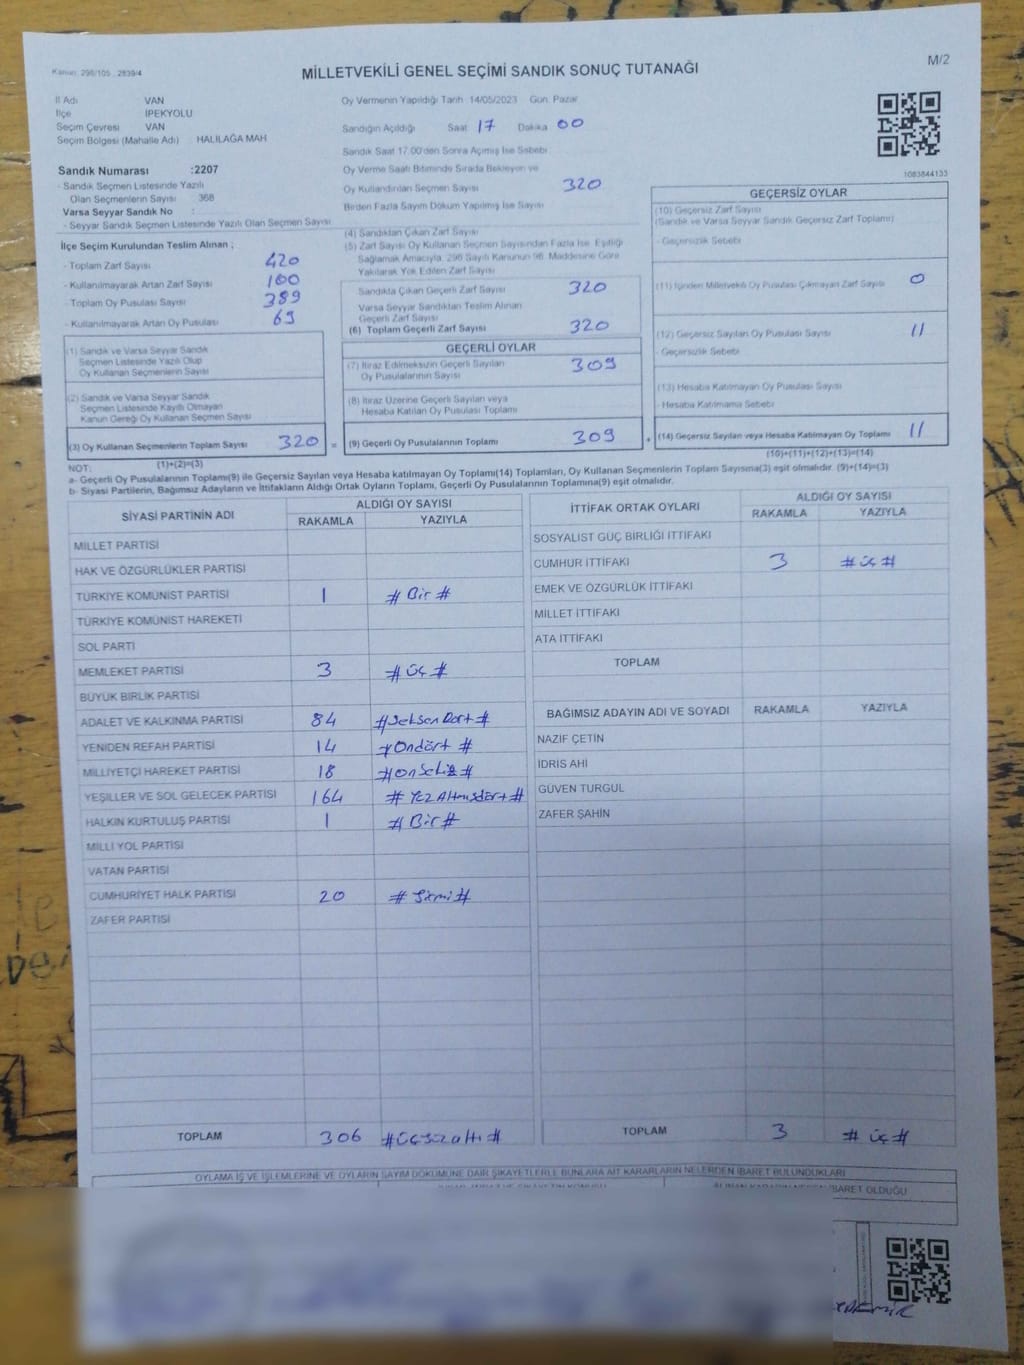 Kanun: 298/105 , 2839/4
MİLLETVEKİLİ GENEL SEÇİMİ SANDIK SONUÇ TUTANAĞI
M/2
İl Adı VAN
İlçe İPEKYOLU
Seçim Çevresi VAN
Seçim Bölgesi (Mahalle Adı) HALİLAĞA MAH
Sandık Numarası :2207
- Sandık Seçmen Listesinde Yazılı
Olan Seçmenlerin Sayısı 368
Varsa Seyyar Sandık No :
- Seyyar Sandık Seçmen Listesinde Yazılı Olan Seçmen Sayısı
İlçe Seçim Kurulundan Teslim Alınan ;
- Toplam Zarf Sayısı 420
- Kullanılmayarak Artan Zarf Sayısı 100
- Toplam Oy Pusulası Sayısı 389
- Kullanılmayarak Artan Oy Pusulası 69
(1) Sandık ve Varsa Seyyar Sandık
Seçmen Listesinde Yazılı Olup
Oy Kullanan Seçmenlerin Sayısı
(2) Sandık ve Varsa Seyyar Sandık
Seçmen Listesinde Kayıtlı Olmayan
Kanun Gereği Oy Kullanan Seçmen Sayısı
(3) Oy Kullanan Seçmenlerin Toplam Sayısı 320 =
(1)+(2)=(3)
Oy Vermenin Yapıldığı Tarih 14/05/2023 Gün: Pazar
Sandığın Açıldığı Saat 17 Dakika 00
Sandık Saat 17.00'den Sonra Açımış İse Sebebi
Oy Verme Saati Bitiminde Sırada Bekleyen ve
Oy Kullandırılan Seçmen Sayısı 320
Birden Fazla Sayım Döküm Yapılmış İse Sayısı
(4) Sandıktan Çıkan Zarf Sayısı
(5) Zarf Sayısı Oy Kullanan Seçmen Sayısından Fazla İse, Eşitliği
Sağlamak Amacıyla, 298 Sayılı Kanunun 98. Maddesine Göre
Yakılarak Yok Edilen Zarf Sayısı
Sandıkta Çıkan Geçerli Zarf Sayısı 320
Varsa Seyyar Sandıktan Teslim Alınan
Geçerli Zarf Sayısı
(6) Toplam Geçerli Zarf Sayısı 320
GEÇERLİ OYLAR
(7) İtiraz Edilmeksizin Geçerli Sayılan
Oy Pusulalarının Sayısı 309
(8) İtiraz Üzerine Geçerli Sayılan veya
Hesaba Katılan Oy Pusulası Toplamı
(9) Geçerli Oy Pusulalarının Toplamı 309 +
1083844133
GEÇERSİZ OYLAR
(10) Geçersiz Zarf Sayısı
(Sandık ve Varsa Seyyar Sandık Geçersiz Zarf Toplamı)
- Geçersizlik Sebebi
(11) İçinden Milletvekili Oy Pusulası Çıkmayan Zarf Sayısı 0
(12) Geçersiz Sayılan Oy Pusulası Sayısı 11
- Geçersizlik Sebebi
(13) Hesaba Katılmayan Oy Pusulası Sayısı
- Hesaba Katılmama Sebebi
(14) Geçersiz Sayılan veya Hesaba Katılmayan Oy Toplamı 11
(10)+(11)+(12)+(13)=(14)
NOT:
a- Geçerli Oy Pusulalarının Toplamı(9) ile Geçersiz Sayılan veya Hesaba katılmayan Oy Toplamı(14) Toplamları, Oy Kullanan Seçmenlerin Toplam Sayısına(3) eşit olmalıdır. (9)+(14)=(3)
b- Siyasi Partilerin, Bağımsız Adayların ve İttifakların Aldığı Ortak Oyların Toplamı, Geçerli Oy Pusulalarının Toplamına(9) eşit olmalıdır.
SİYASİ PARTİNİN ADI ALDIĞI OY SAYISI
RAKAMLA YAZIYLA
MİLLET PARTİSİ
HAK VE ÖZGÜRLÜKLER PARTİSİ
TÜRKİYE KOMÜNİST PARTİSİ 1 # Bir #
TÜRKİYE KOMÜNİST HAREKETİ
SOL PARTİ
MEMLEKET PARTİSİ 3 # üç #
BÜYÜK BİRLİK PARTİSİ
ADALET VE KALKINMA PARTİSİ 84 #SeksenDört #
YENİDEN REFAH PARTİSİ 14 #Ondört #
MİLLİYETÇİ HAREKET PARTİSİ 18 #onSekiz #
YEŞİLLER VE SOL GELECEK PARTİSİ 164 # YüzAltmışdört #
HALKIN KURTULUŞ PARTİSİ 1 # Bir #
MİLLİ YOL PARTİSİ
VATAN PARTİSİ
CUMHURİYET HALK PARTİSİ 20 # Yirmi #
ZAFER PARTİSİ
TOPLAM 306 #üçyüzaltı #
İTTİFAK ORTAK OYLARI ALDIĞI OY SAYISI
RAKAMLA YAZIYLA
SOSYALİST GÜÇ BİRLİĞİ İTTİFAKI
CUMHUR İTTİFAKI 3 # üç #
EMEK VE ÖZGÜRLÜK İTTİFAKI
MİLLET İTTİFAKI
ATA İTTİFAKI
TOPLAM
BAĞIMSIZ ADAYIN ADI VE SOYADI RAKAMLA YAZIYLA
NAZİF ÇETİN
İDRİS AHİ
GÜVEN TURGUL
ZAFER ŞAHİN
TOPLAM 3 # üç #
OYLAMA İŞ VE İŞLEMLERİNE VE OYLARIN SAYIM DÖKÜMÜNE DAİR ŞİKAYETLERLE BUNLARA AİT KARARLARIN NELERDEN İBARET BULUNDUKLARI
İBARET OLDUĞU